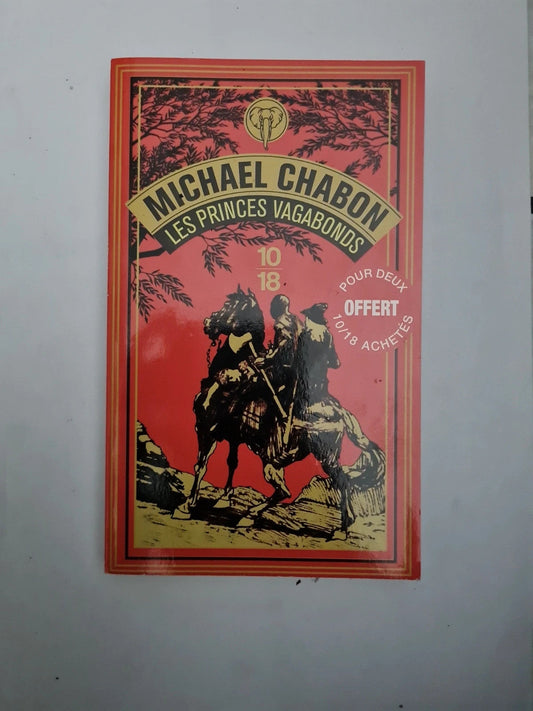 MICHAEL CHABON
LES PRINCES VAGABONDS
10
18
POUR DEUX
OFFERT
10/18 ACHETÉS